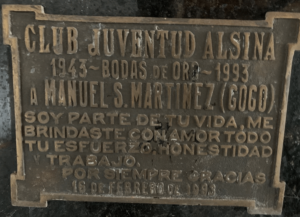 CLUB JUVENTUD ALSINA
1943~BODAS DE ORO~1993
A MANUEL S. MARTINEZ (GOGO)
SOY PARTE DE TU VIDA, ME
BRINDASTE CON AMOR TODO
TU ESFUERZO, HONESTIDAD
TRABAJO.
POR SIEMPRE GRACIAS
16 DE FEBRERO DE 1993